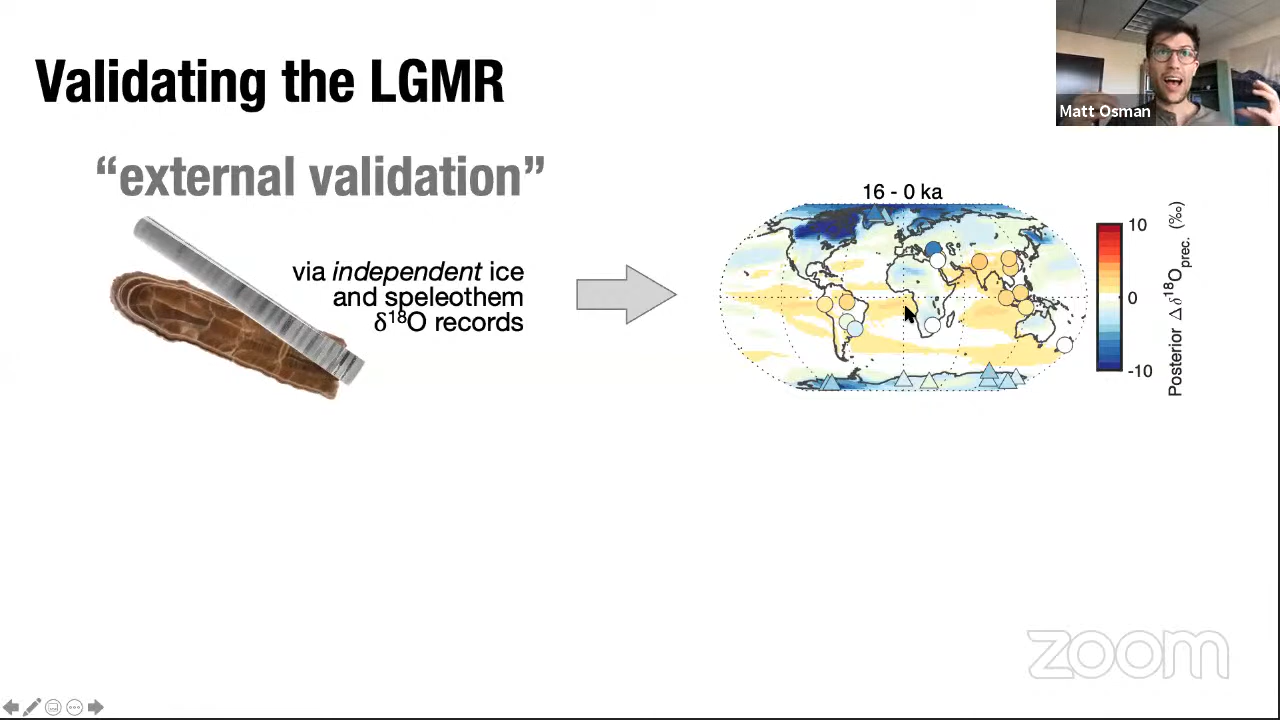 Validating the LGMR
Matt Osman
“external validation”
via independent ice
and speleothem
δ18O records
16 - 0 ka
10
0
-10
Posterior Δ δ18Oprec. (‰)
zoom